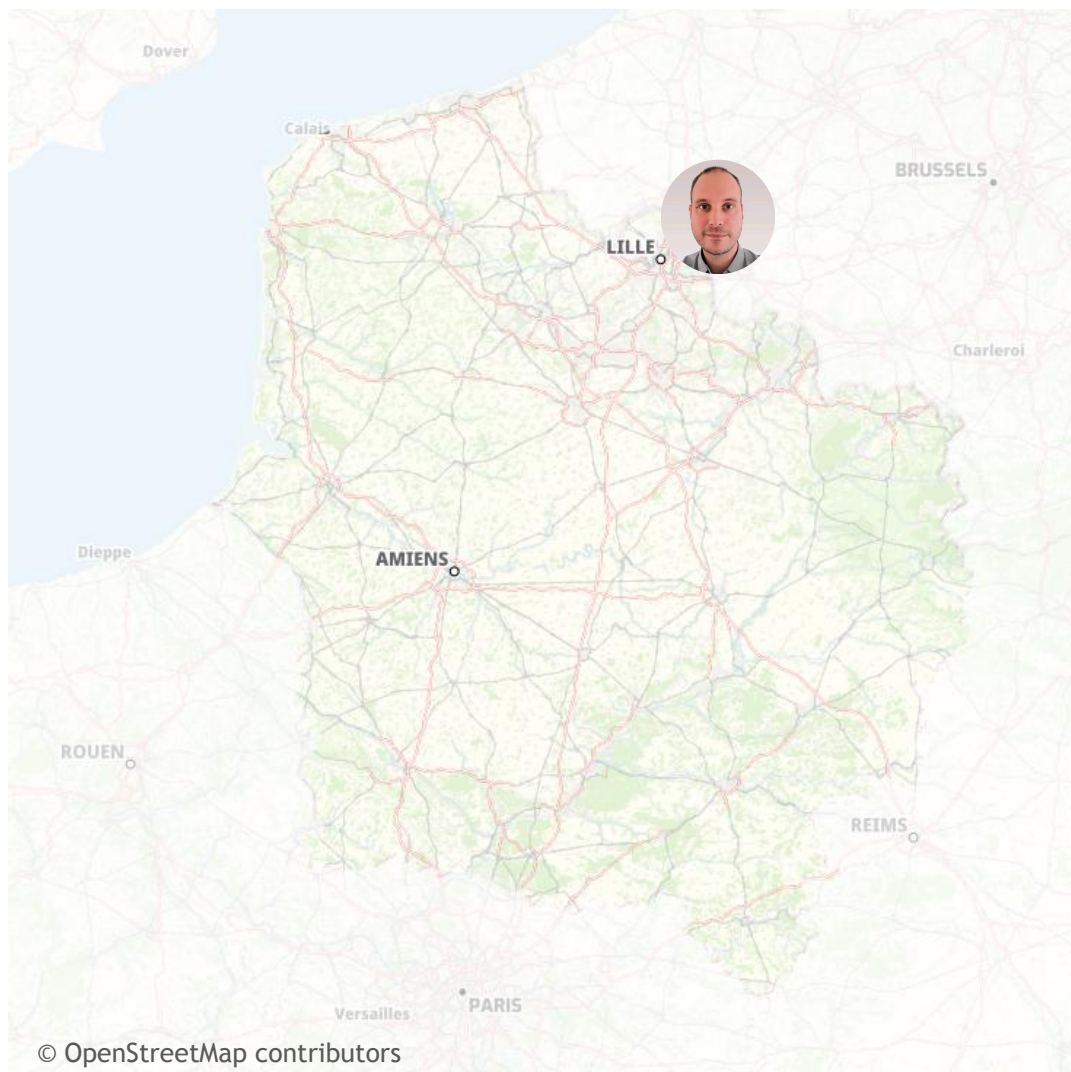 Dover
Calais
BRUSSELS
LILLE
Charleroi
Dieppe
AMIENS
ROUEN
REIMS
PARIS
Versailles
© OpenStreetMap contributors